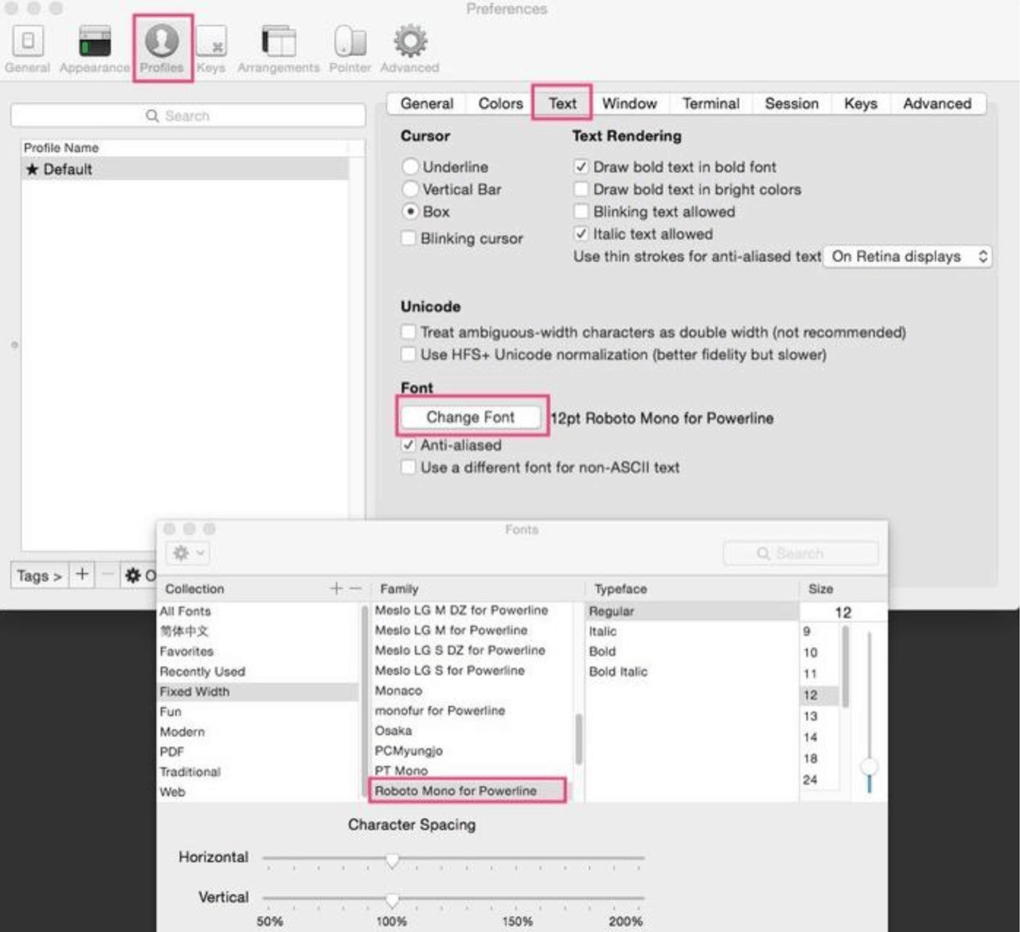 Preferences
General Appearance Profiles Keys Arrangements Pointer Advanced
Search
Profile Name
★ Default
Tags > + − O
General Colors Text Window Terminal Session Keys Advanced
Cursor
Underline
Vertical Bar
Box
Blinking cursor
Text Rendering
Draw bold text in bold font
Draw bold text in bright colors
Blinking text allowed
Italic text allowed
Use thin strokes for anti-aliased text On Retina displays
Unicode
Treat ambiguous-width characters as double width (not recommended)
Use HFS+ Unicode normalization (better fidelity but slower)
Font
Change Font 12pt Roboto Mono for Powerline
Anti-aliased
Use a different font for non-ASCII text
Fonts
Search
Collection + − Family Typeface Size
All Fonts
简体中文
Favorites
Recently Used
Fixed Width
Fun
Modern
PDF
Traditional
Web
Meslo LG M DZ for Powerline
Meslo LG M for Powerline
Meslo LG S DZ for Powerline
Meslo LG S for Powerline
Monaco
monofur for Powerline
Osaka
PCMyungjo
PT Mono
Roboto Mono for Powerline
Regular
Italic
Bold
Bold Italic
12
9
10
11
12
13
14
18
24
Character Spacing
Horizontal
Vertical
50% 100% 150% 200%